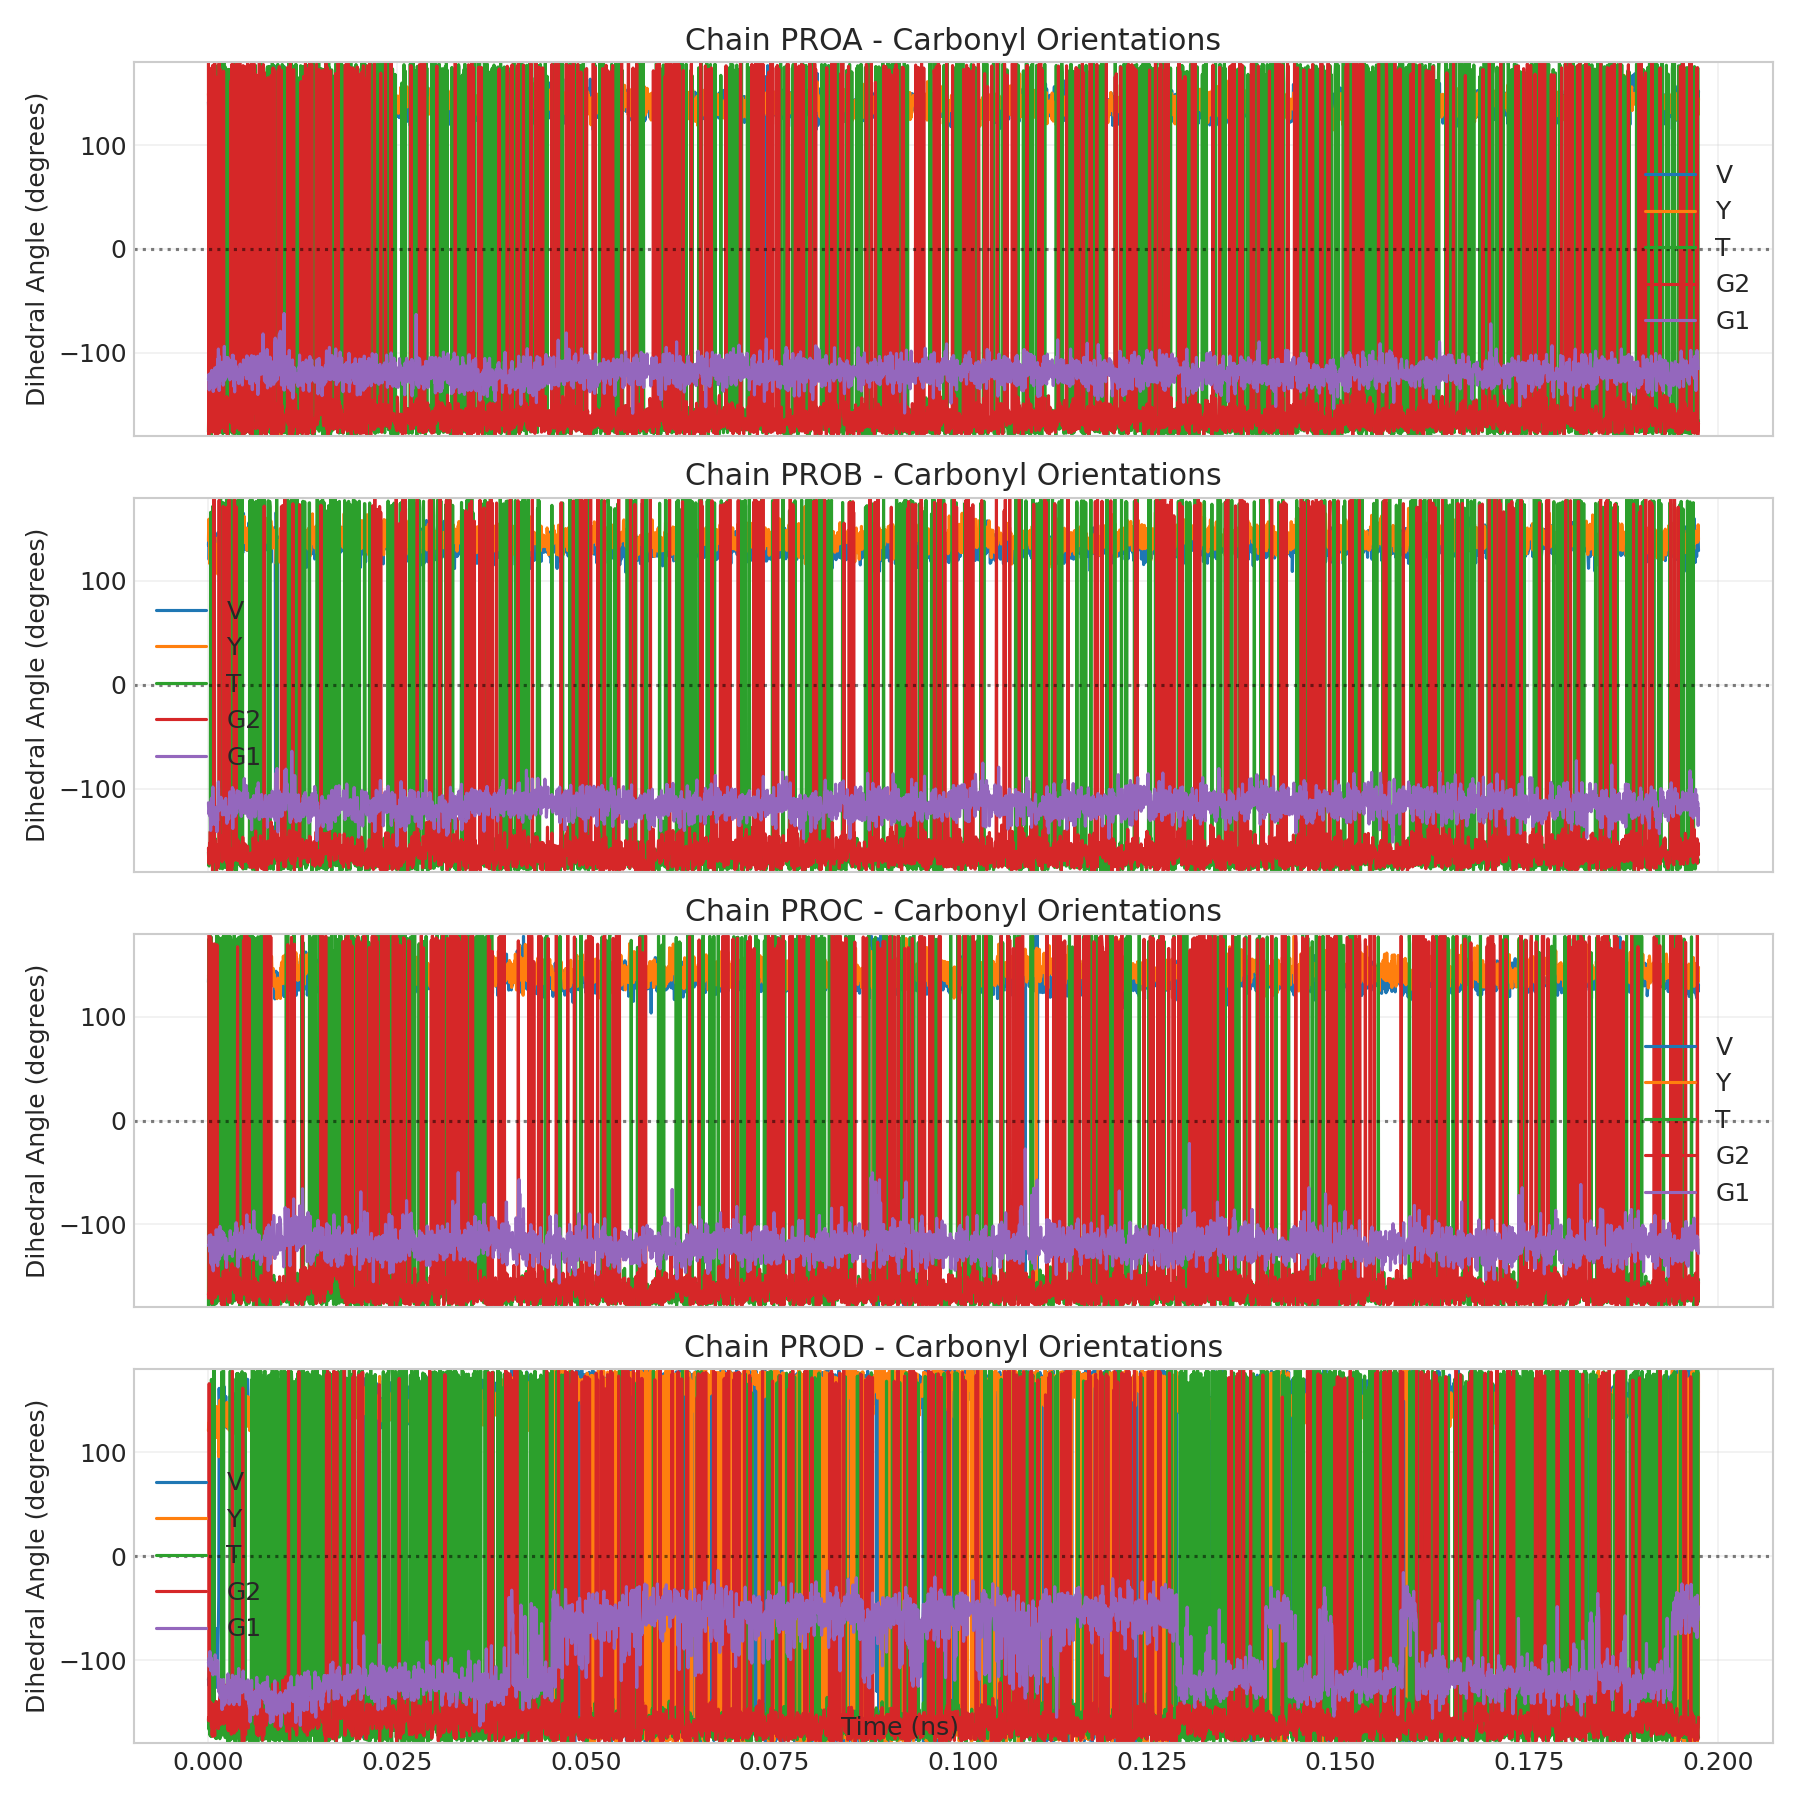 Chain PROA - Carbonyl Orientations
Dihedral Angle (degrees)
100
0
−100
V
Y
T
G2
G1
Chain PROB - Carbonyl Orientations
Dihedral Angle (degrees)
100
0
−100
V
Y
T
G2
G1
Chain PROC - Carbonyl Orientations
Dihedral Angle (degrees)
100
0
−100
V
Y
T
G2
G1
Chain PROD - Carbonyl Orientations
Dihedral Angle (degrees)
100
0
−100
V
Y
T
G2
G1
Time (ns)
0.000 0.025 0.050 0.075 0.100 0.125 0.150 0.175 0.200